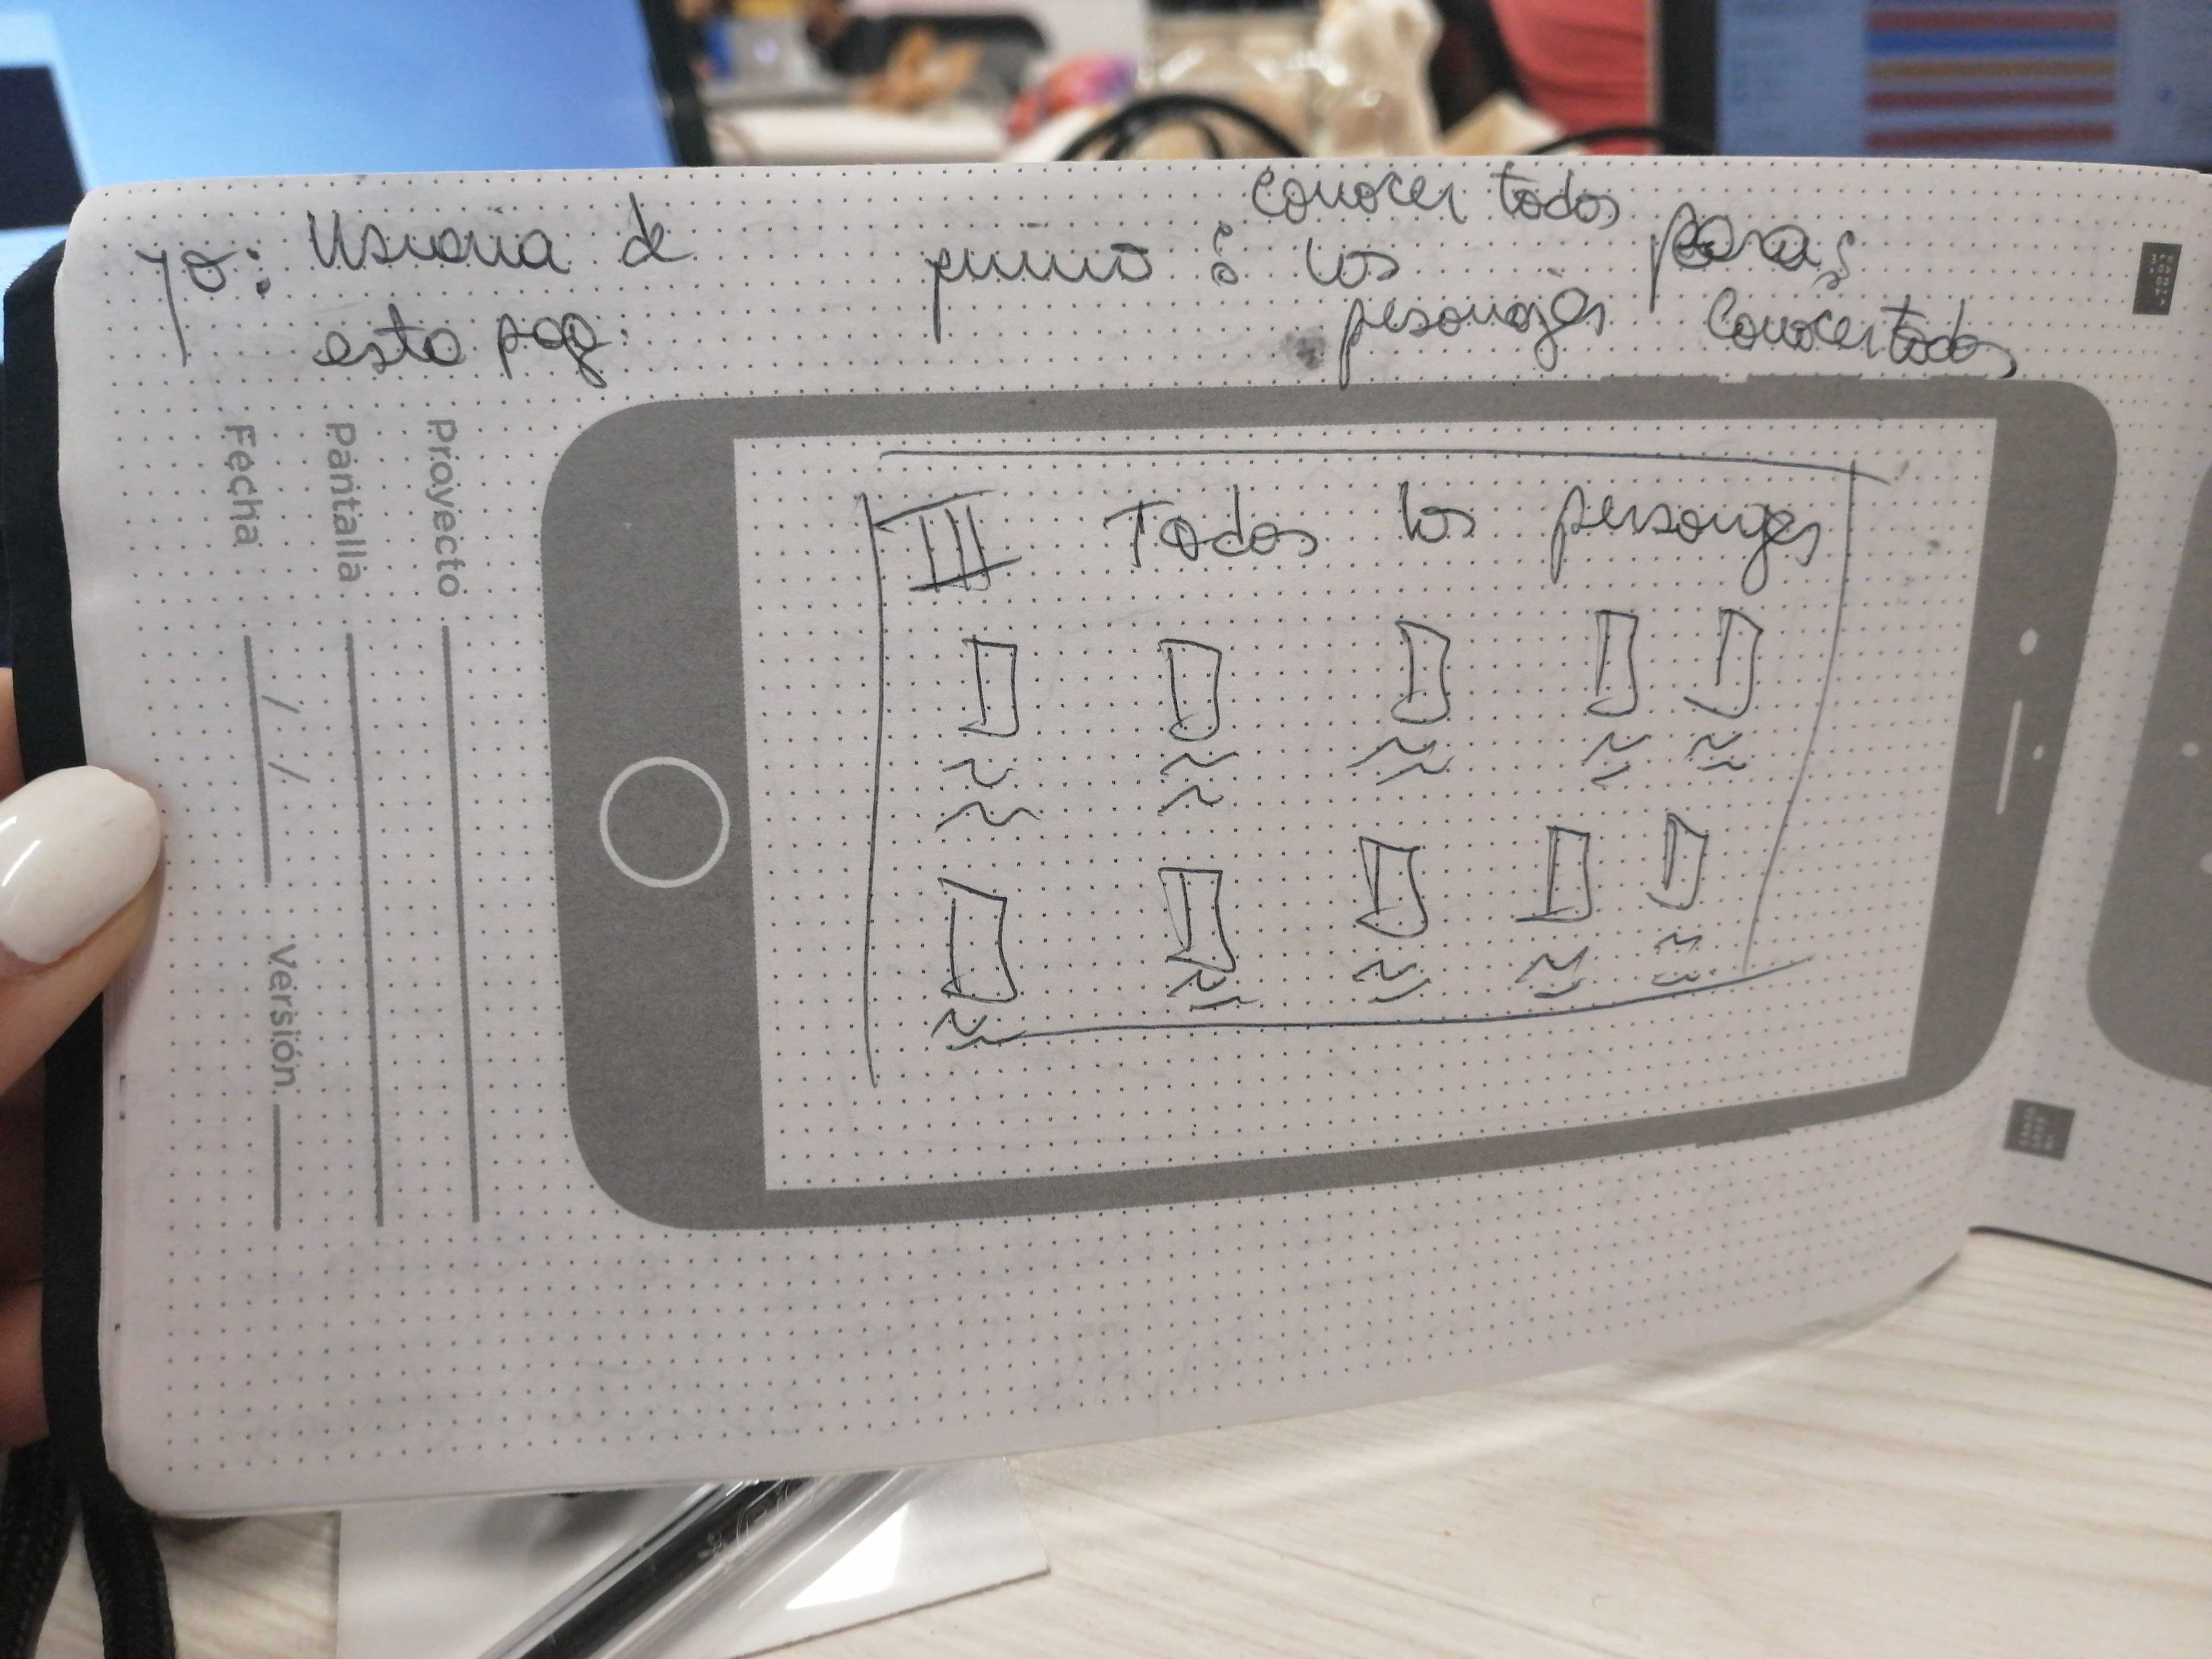 conocer todos
yo: Usuaria de quiero: los para:
esta pag. pesonajes conocer todos
Todos los personajes
Proyecto
Pantalla
Fecha / /
Versión